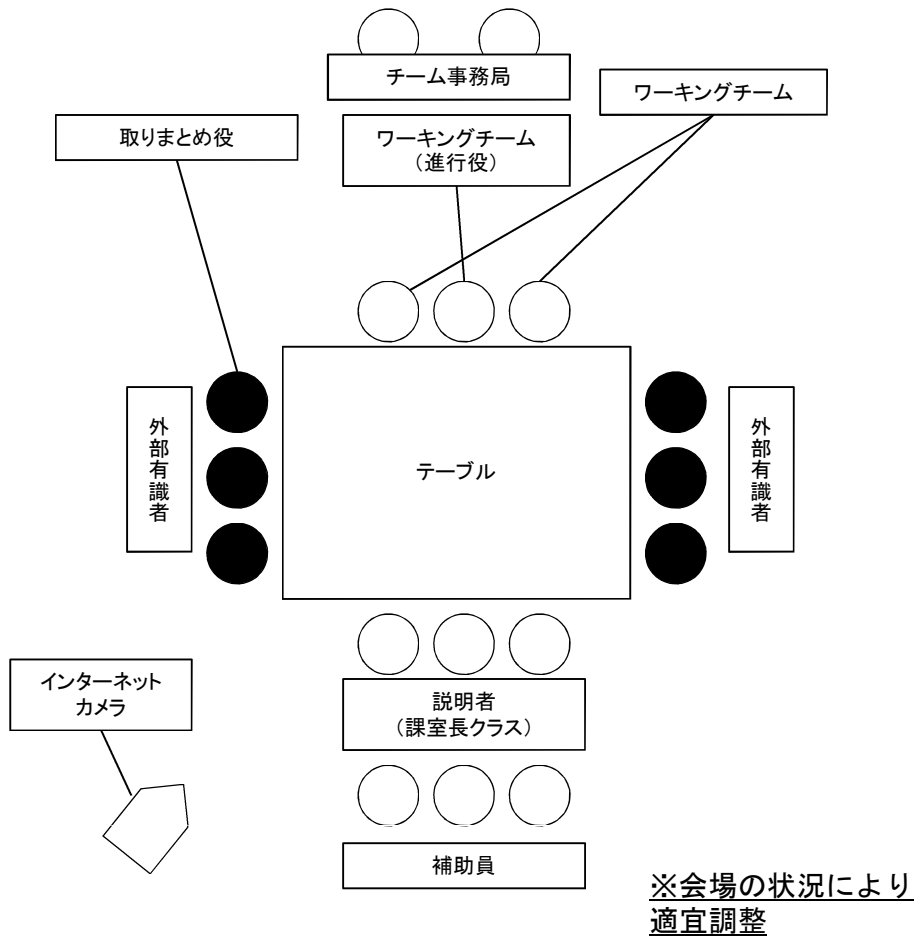 チーム事務局
ワーキングチーム
取りまとめ役
ワーキングチーム
（進行役）
外部有識者
テーブル
外部有識者
インターネット
カメラ
説明者
（課室長クラス）
補助員
※会場の状況により
適宜調整